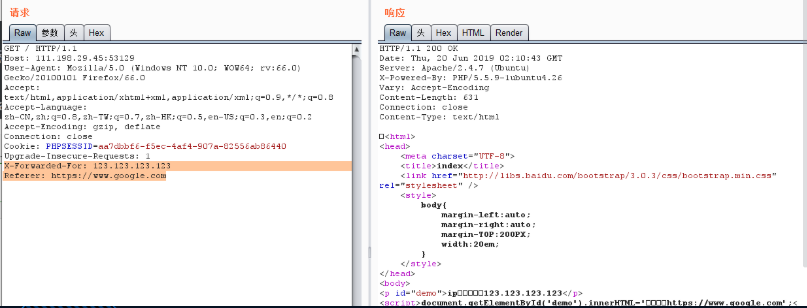 请求
Raw 参数 头 Hex
GET / HTTP/1.1
Host: 111.198.29.45:53129
User-Agent: Mozilla/5.0 (Windows NT 10.0; WOW64; rv:66.0)
Gecko/20100101 Firefox/66.0
Accept:
text/html,application/xhtml+xml,application/xml;q=0.9,*/*;q=0.8
Accept-Language:
zh-CN,zh;q=0.8,zh-TW;q=0.7,zh-HK;q=0.5,en-US;q=0.3,en;q=0.2
Accept-Encoding: gzip, deflate
Connection: close
Cookie: PHPSESSID=aa7dbbf6-f5ec-4af4-907a-82556ab86440
Upgrade-Insecure-Requests: 1
X-Forwarded-For: 123.123.123.123
Referer: https://www.google.com
响应
Raw 头 Hex HTML Render
HTTP/1.1 200 OK
Date: Thu, 20 Jun 2019 02:10:43 GMT
Server: Apache/2.4.7 (Ubuntu)
X-Powered-By: PHP/5.5.9-1ubuntu4.26
Vary: Accept-Encoding
Content-Length: 631
Connection: close
Content-Type: text/html
□<html>
<head>
<meta charset="UTF-8">
<title>index</title>
<link href="http://libs.baidu.com/bootstrap/3.0.3/css/bootstrap.min.css"
rel="stylesheet" />
<style>
body{
margin-left:auto;
margin-right:auto;
margin-TOP:200PX;
width:20em;
}
</style>
</head>
<body>
<p id="demo">ip□□□□□123.123.123.123</p>
<script>document.getElementById('demo').innerHTML='□□□□https://www.google.com';<